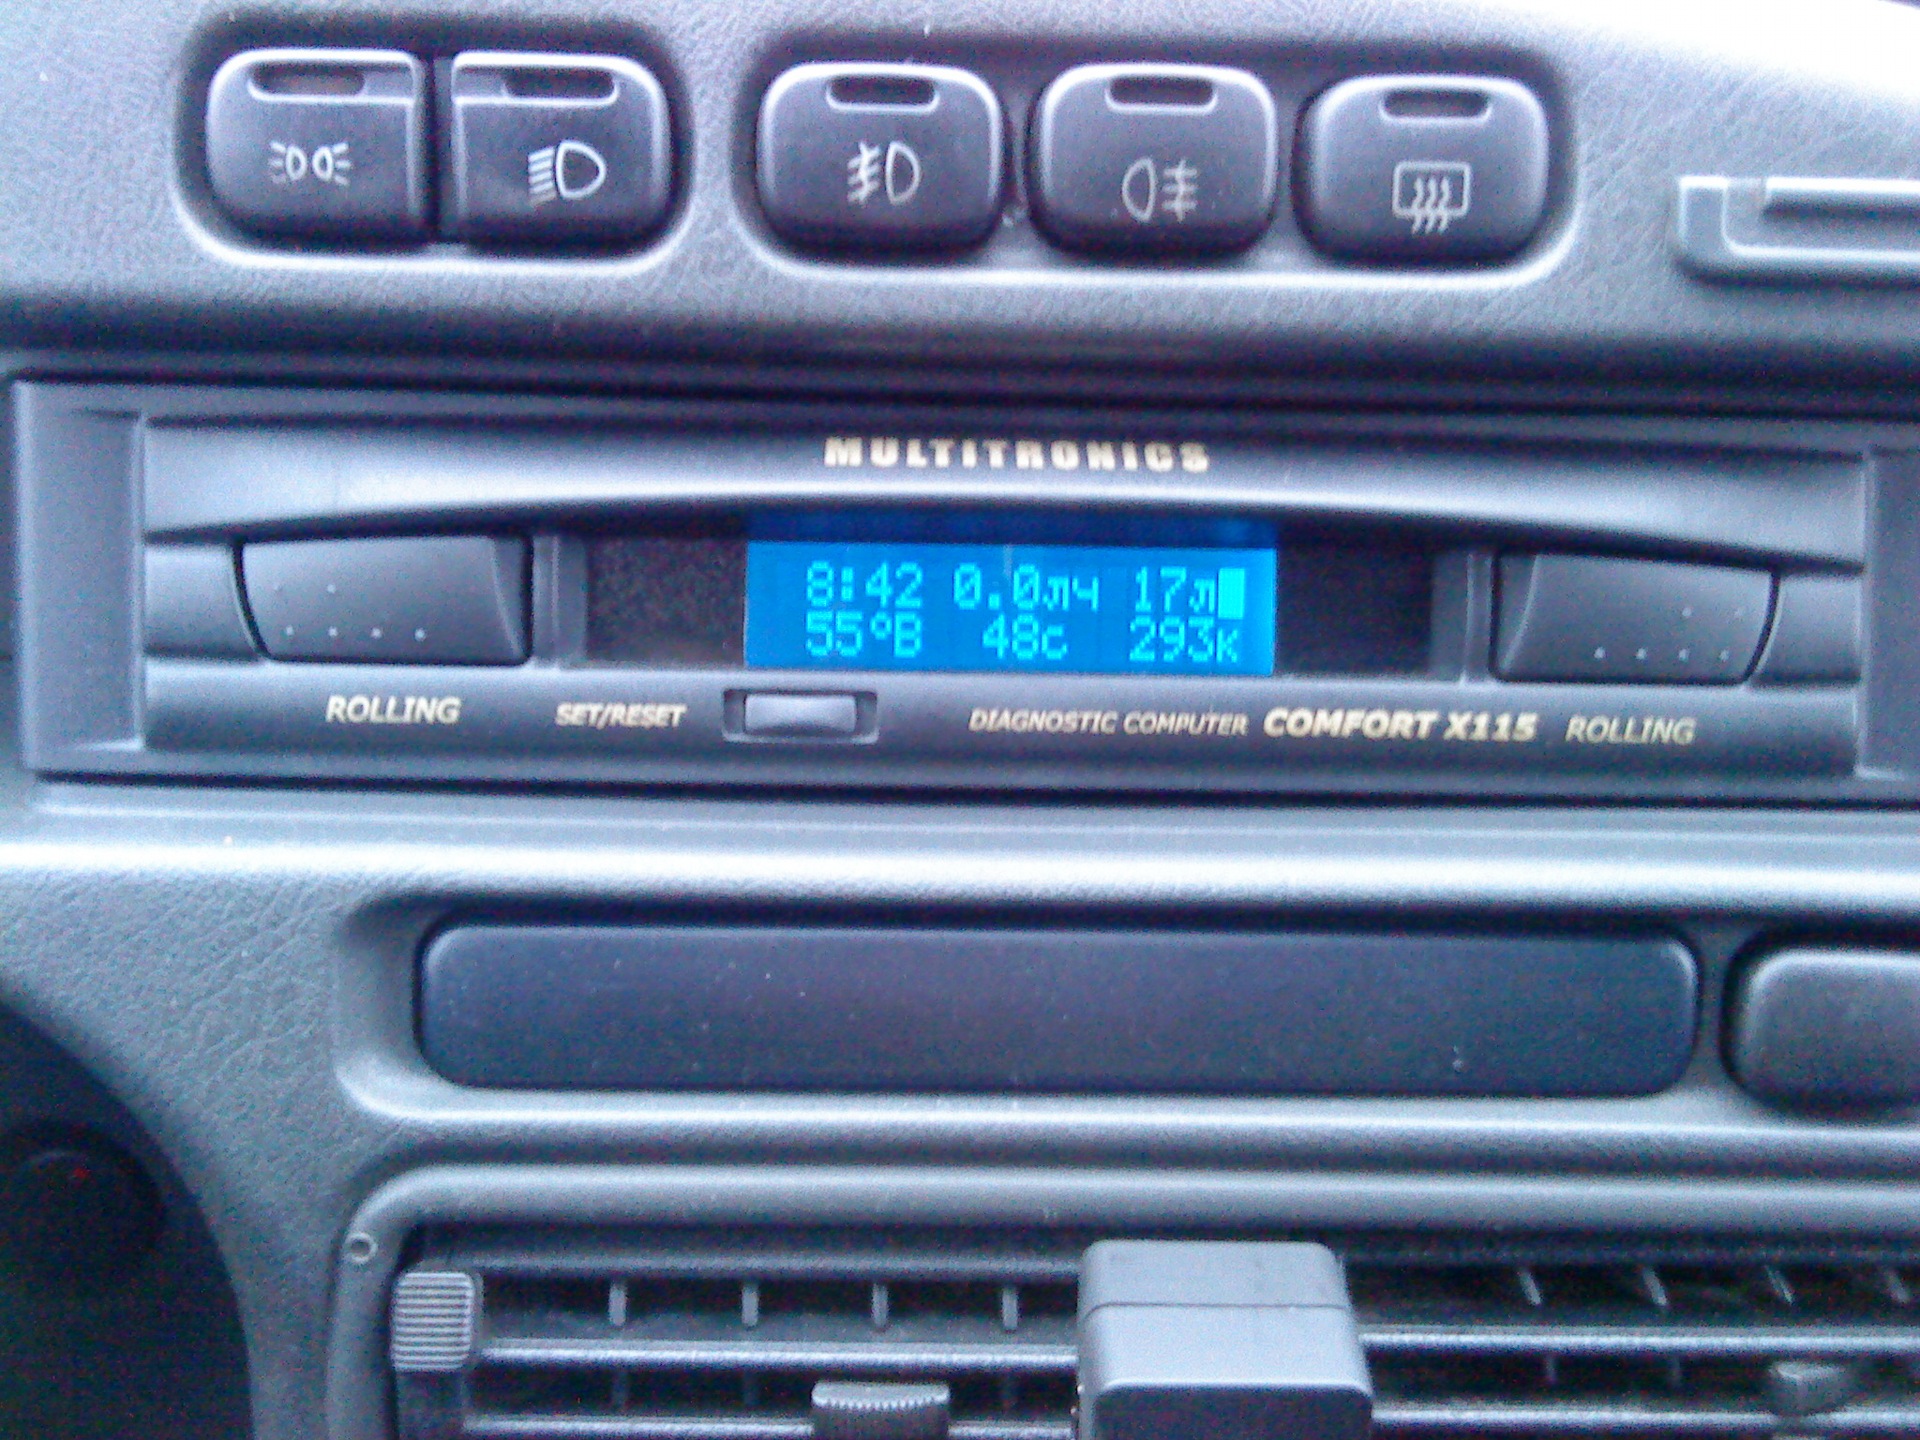 MULTITRONICS
8:42 0.0лч 17л
55°В 48с 293к
ROLLING SET/RESET DIAGNOSTIC COMPUTER COMFORT X115 ROLLING